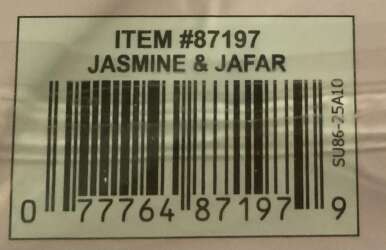 ITEM #87197
JASMINE & JAFAR
SU86-25A10
0 77764 87197 9